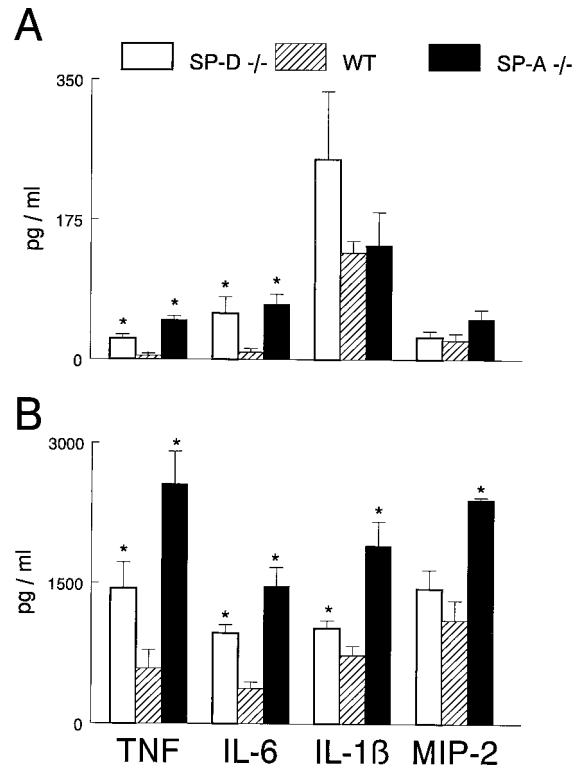 A
SP-D -/- WT SP-A -/-
350
175
0
pg / ml
* * * *
B
3000
1500
0
pg / ml
* * * * * * *
TNF IL-6 IL-1ß MIP-2